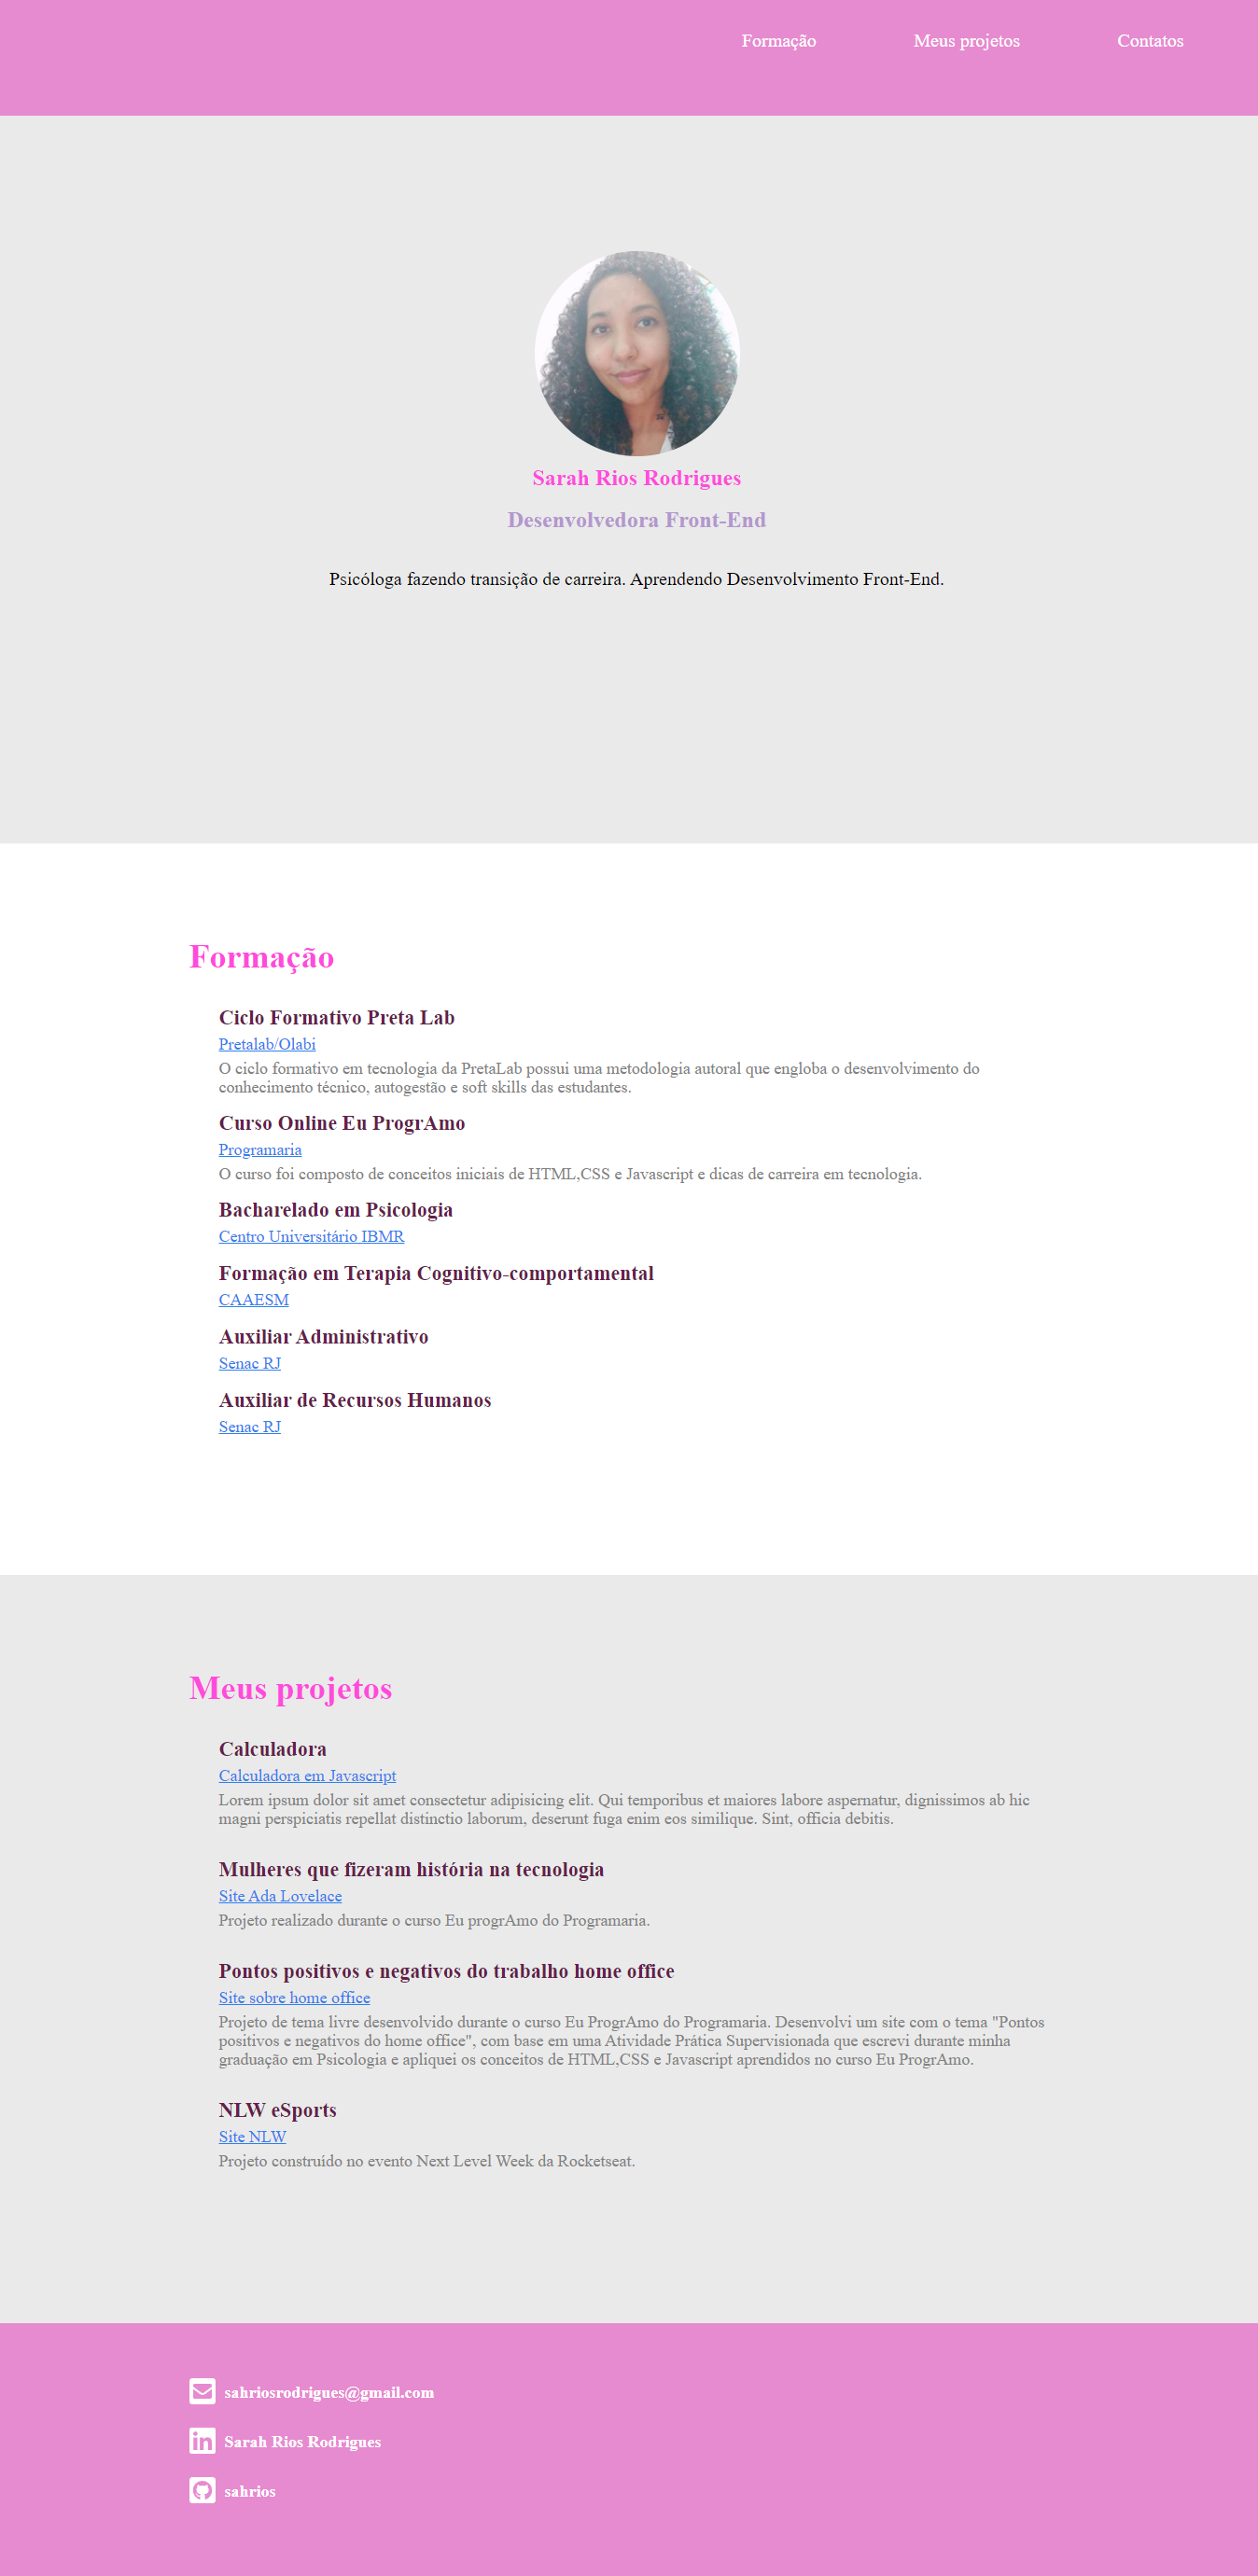 Formação Meus projetos Contatos
Sarah Rios Rodrigues
Desenvolvedora Front-End
Psicóloga fazendo transição de carreira. Aprendendo Desenvolvimento Front-End.
Formação
Ciclo Formativo Preta Lab
Pretalab/Olabi
O ciclo formativo em tecnologia da PretaLab possui uma metodologia autoral que engloba o desenvolvimento do
conhecimento técnico, autogestão e soft skills das estudantes.
Curso Online Eu ProgrAmo
Programaria
O curso foi composto de conceitos iniciais de HTML,CSS e Javascript e dicas de carreira em tecnologia.
Bacharelado em Psicologia
Centro Universitário IBMR
Formação em Terapia Cognitivo-comportamental
CAAESM
Auxiliar Administrativo
Senac RJ
Auxiliar de Recursos Humanos
Senac RJ
Meus projetos
Calculadora
Calculadora em Javascript
Lorem ipsum dolor sit amet consectetur adipisicing elit. Qui temporibus et maiores labore aspernatur, dignissimos ab hic
magni perspiciatis repellat distinctio laborum, deserunt fuga enim eos similique. Sint, officia debitis.
Mulheres que fizeram história na tecnologia
Site Ada Lovelace
Projeto realizado durante o curso Eu progrAmo do Programaria.
Pontos positivos e negativos do trabalho home office
Site sobre home office
Projeto de tema livre desenvolvido durante o curso Eu ProgrAmo do Programaria. Desenvolvi um site com o tema "Pontos
positivos e negativos do home office", com base em uma Atividade Prática Supervisionada que escrevi durante minha
graduação em Psicologia e apliquei os conceitos de HTML,CSS e Javascript aprendidos no curso Eu ProgrAmo.
NLW eSports
Site NLW
Projeto construído no evento Next Level Week da Rocketseat.
sahriosrodrigues@gmail.com
Sarah Rios Rodrigues
sahrios